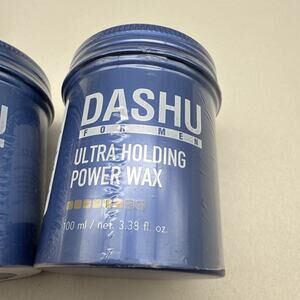 DASHU
FOR MEN
ULTRA HOLDING
POWER WAX
100 ml / net. 3.38 fl. oz.